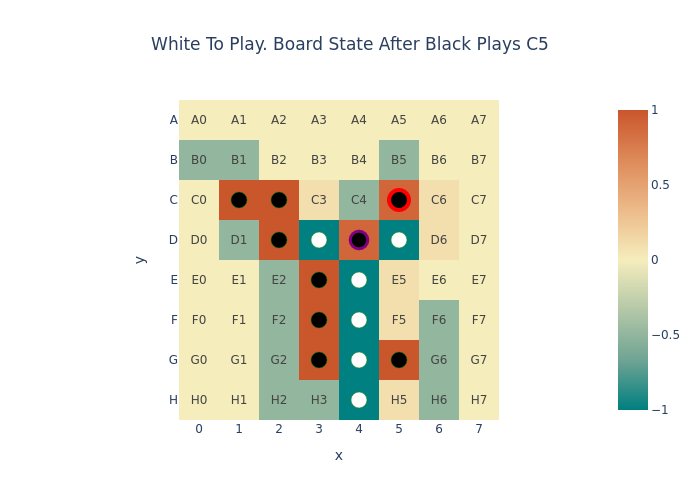 White To Play. Board State After Black Plays C5
A A0 A1 A2 A3 A4 A5 A6 A7
B B0 B1 B2 B3 B4 B5 B6 B7
C C0 C3 C4 C6 C7
D D0 D1 D6 D7
E E0 E1 E2 E5 E6 E7
F F0 F1 F2 F5 F6 F7
G G0 G1 G2 G6 G7
H H0 H1 H2 H3 H5 H6 H7
0 1 2 3 4 5 6 7
x
y
1
0.5
0
−0.5
−1